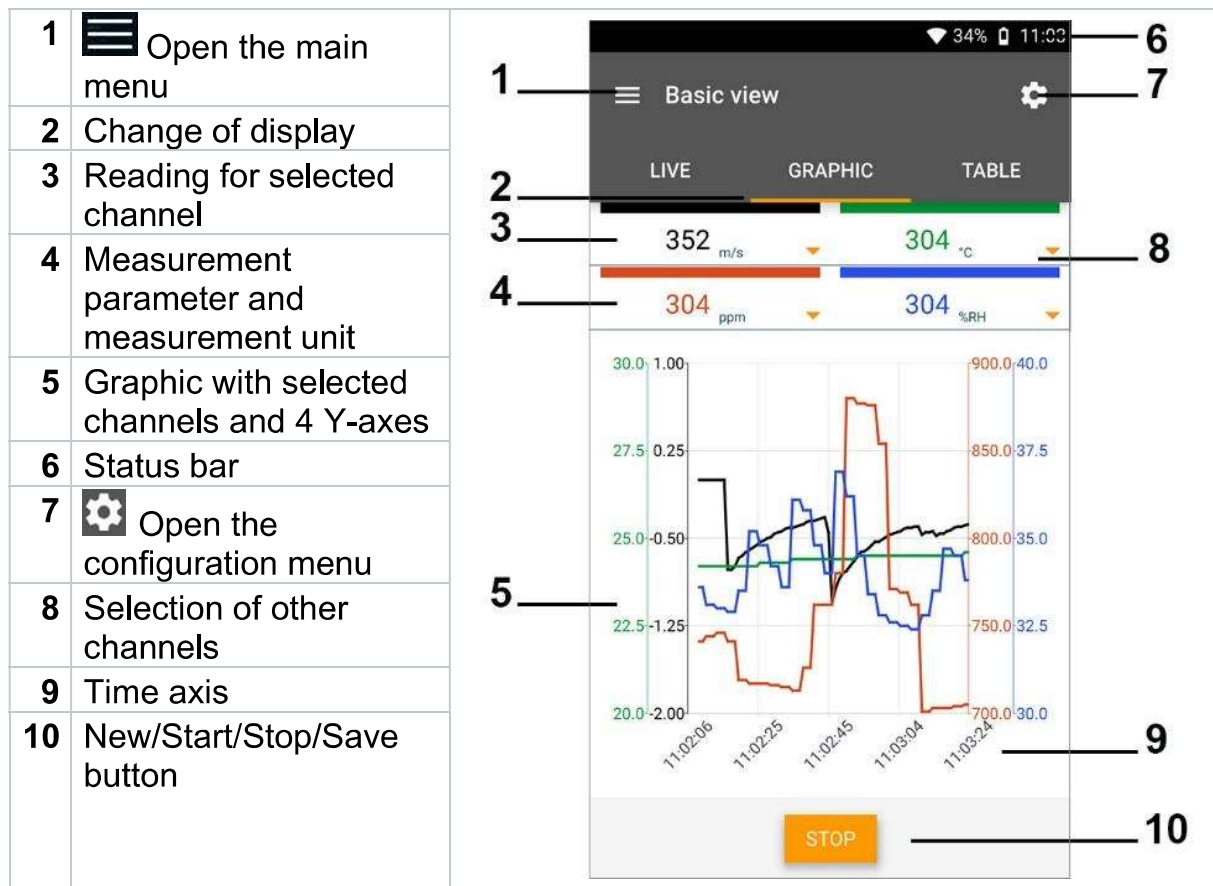 1 Open the main
menu
2 Change of display
3 Reading for selected
channel
4 Measurement
parameter and
measurement unit
5 Graphic with selected
channels and 4 Y-axes
6 Status bar
7 Open the
configuration menu
8 Selection of other
channels
9 Time axis
10 New/Start/Stop/Save
button
34% 11:03 6
1 Basic view 7
LIVE GRAPHIC TABLE
2
3 352 m/s 304 °C 8
4 304 ppm 304 %RH
30.0 1.00 900.0 40.0
27.5 0.25 850.0 37.5
25.0 -0.50 800.0 35.0
5
22.5 -1.25 750.0 32.5
20.0 -2.00 700.0 30.0
11:02:06 11:02:25 11:02:45 11:03:04 11:03:24
9
STOP 10